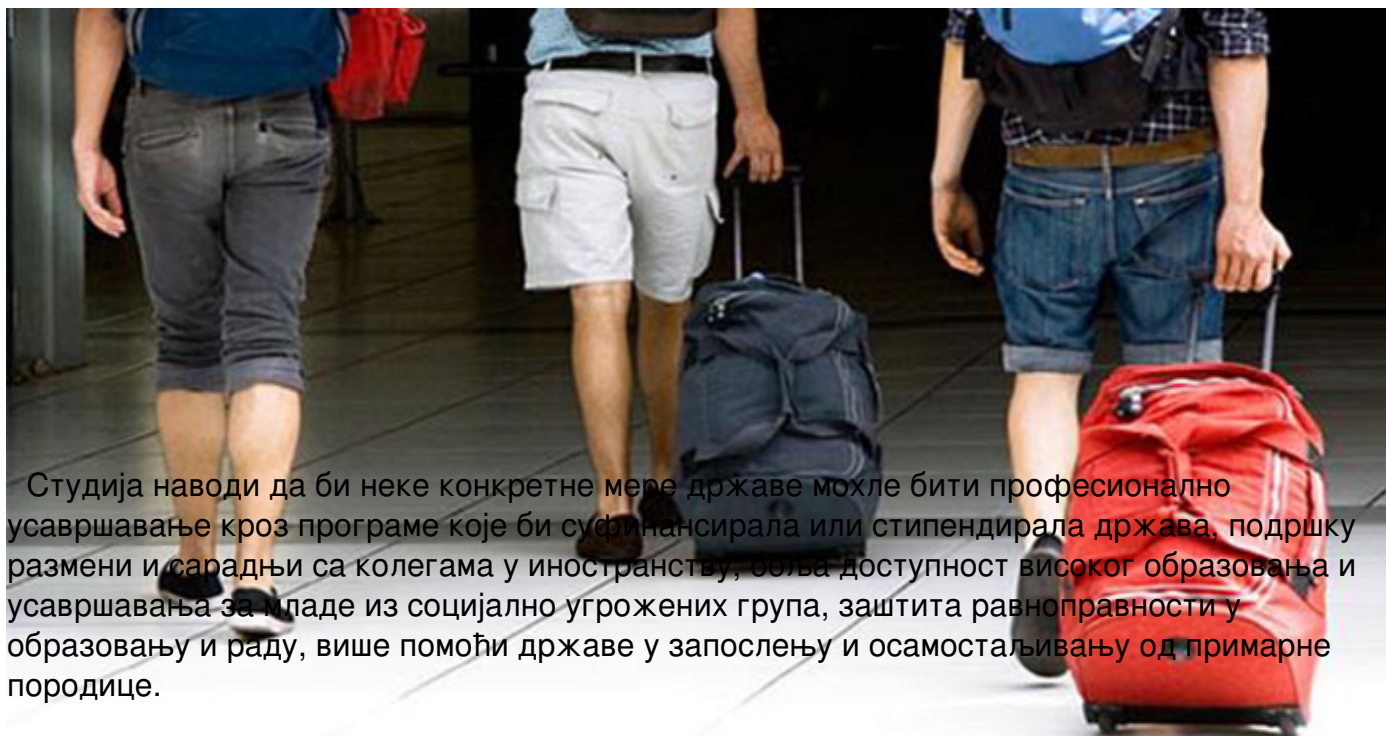 Студија наводи да би неке конкретне мере државе мохле бити професионално
усавршавање кроз програме које би суфинансирала или стипендирала држава, подршку
размени и сарадњи са колегама у иностранству, боља доступност високог образовања и
усавршавања за младе из социјално угрожених група, заштита равноправности у
образовању и раду, више помоћи државе у запослењу и осамостаљивању од примарне
породице.